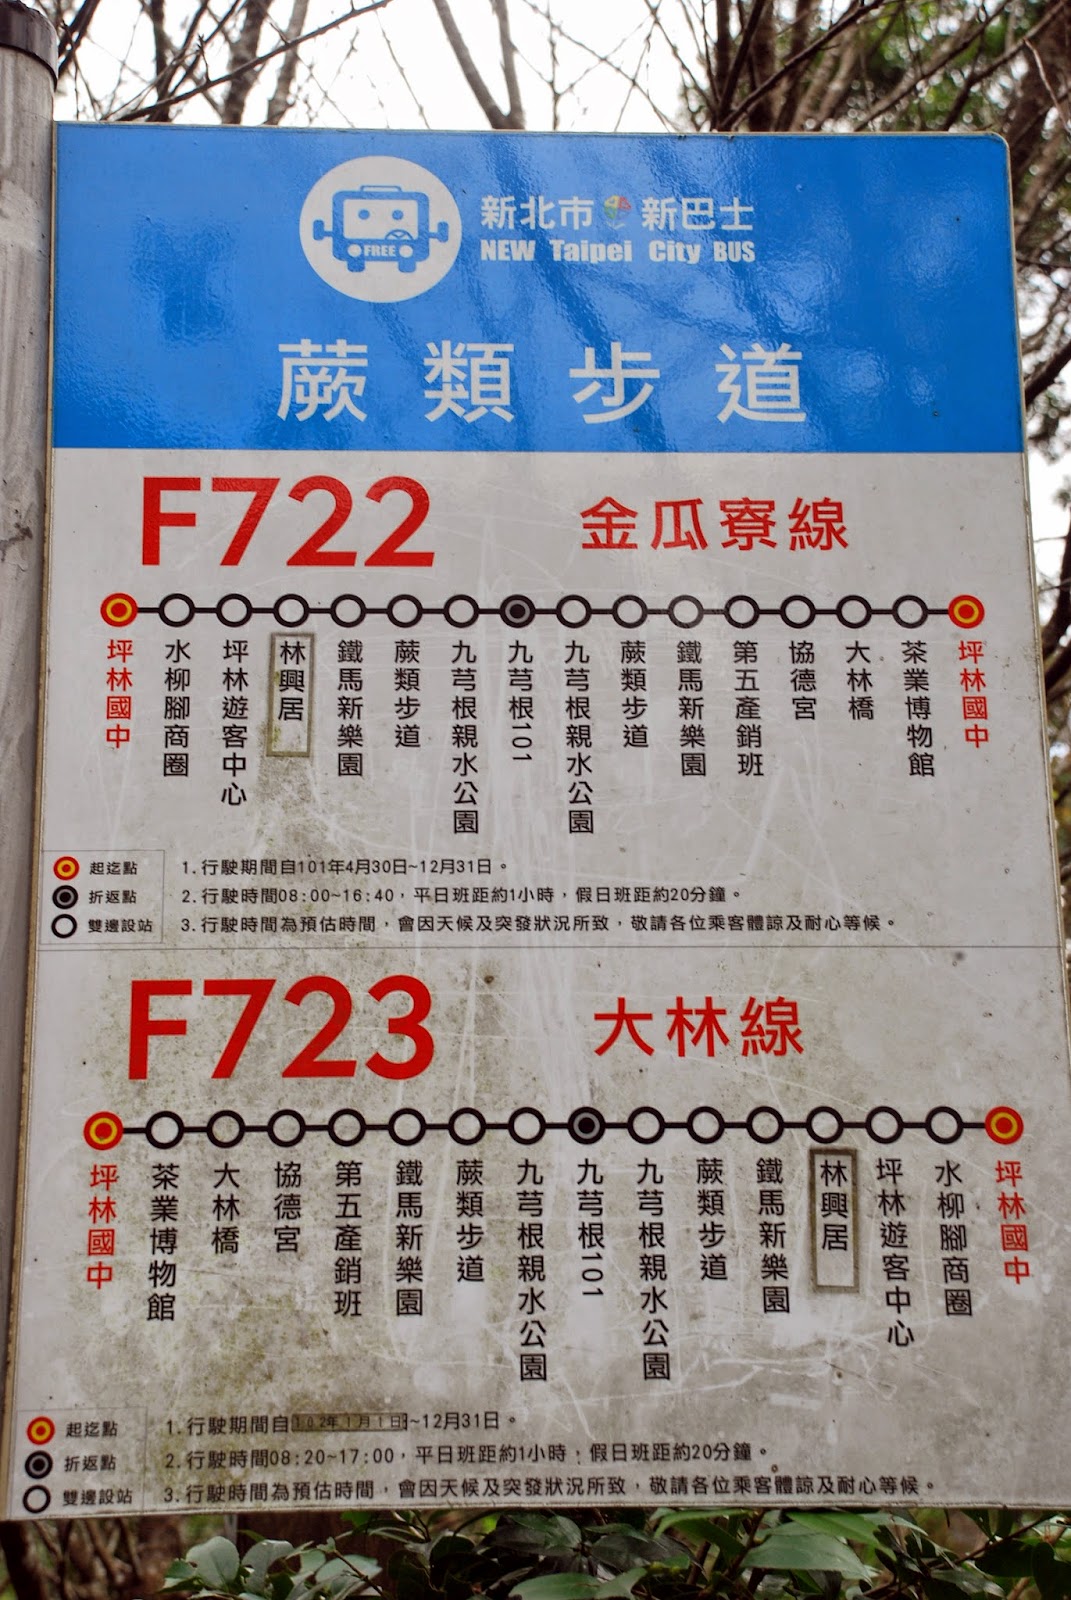 新北市 新巴士
NEW Taipei City BUS
FREE
蕨類步道
F722 金瓜寮線
坪林國中
水柳腳商圈
坪林遊客中心
林興居
鐵馬新樂園
蕨類步道
九芎根親水公園
九芎根101
九芎根親水公園
蕨類步道
鐵馬新樂園
第五產銷班
協德宮
大林橋
茶業博物館
坪林國中
起迄點
折返點
雙邊設站
1.行駛期間自101年4月30日~12月31日。
2.行駛時間08:00~16:40，平日班距約1小時，假日班距約20分鐘。
3.行駛時間為預估時間，會因天候及突發狀況所致，敬請各位乘客體諒及耐心等候。
F723 大林線
坪林國中
茶業博物館
大林橋
協德宮
第五產銷班
鐵馬新樂園
蕨類步道
九芎根親水公園
九芎根101
九芎根親水公園
蕨類步道
鐵馬新樂園
林興居
坪林遊客中心
水柳腳商圈
坪林國中
起迄點
折返點
雙邊設站
1.行駛期間自102年1月1日~12月31日。
2.行駛時間08:20~17:00，平日班距約1小時，假日班距約20分鐘。
3.行駛時間為預估時間，會因天候及突發狀況所致，敬請各位乘客體諒及耐心等候。